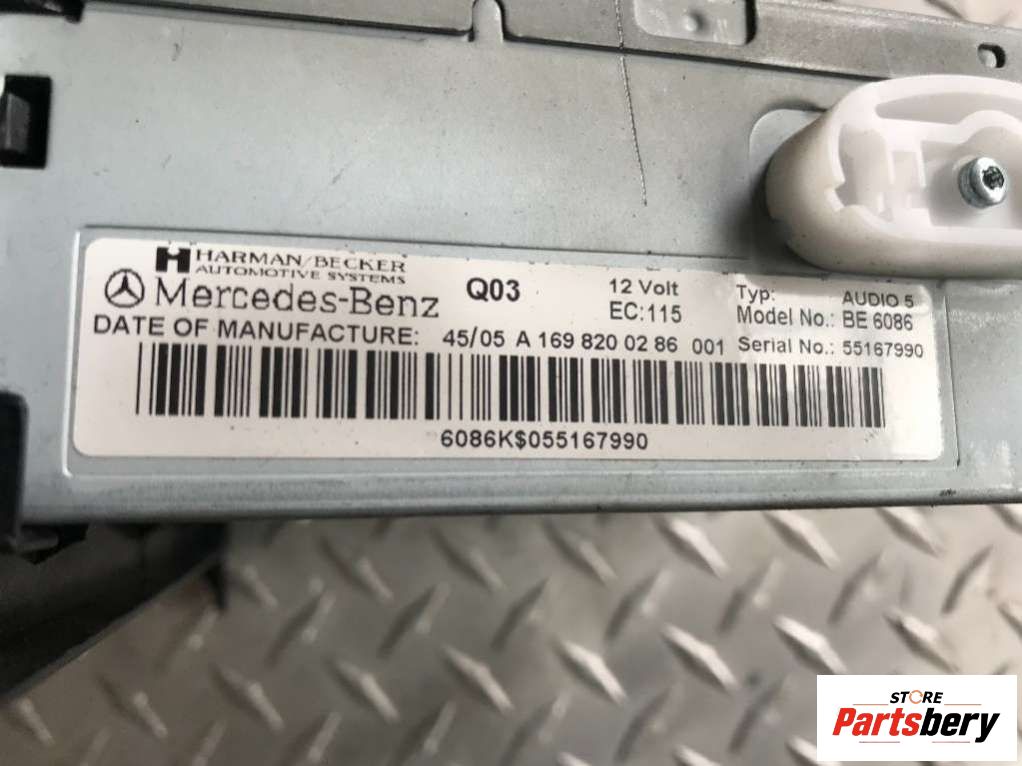 HARMAN/BECKER
AUTOMOTIVE SYSTEMS
Mercedes-Benz Q03 12 Volt Typ: AUDIO 5
EC:115 Model No.: BE 6086
DATE OF MANUFACTURE: 45/05 A 169 820 02 86 001 Serial No.: 55167990
6086K$055167990
STORE
Partsbery